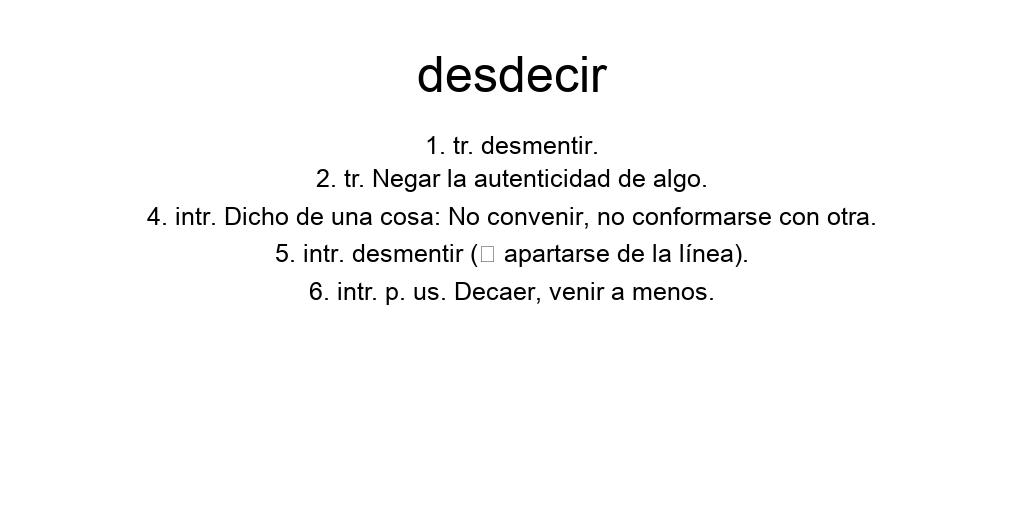 desdecir
1. tr. desmentir.
2. tr. Negar la autenticidad de algo.
4. intr. Dicho de una cosa: No convenir, no conformarse con otra.
5. intr. desmentir (□ apartarse de la línea).
6. intr. p. us. Decaer, venir a menos.